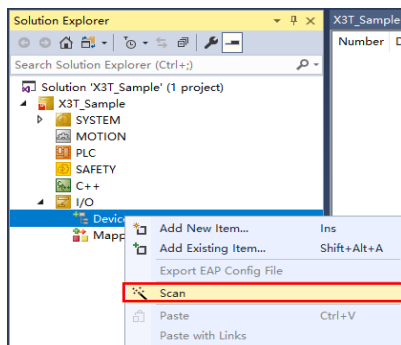 Solution Explorer
X3T_Sample
Number D
Search Solution Explorer (Ctrl+;)
Solution 'X3T_Sample' (1 project)
X3T_Sample
SYSTEM
MOTION
PLC
SAFETY
C++
I/O
Device
Mapp
Add New Item... Ins
Add Existing Item... Shift+Alt+A
Export EAP Config File
Scan
Paste Ctrl+V
Paste with Links